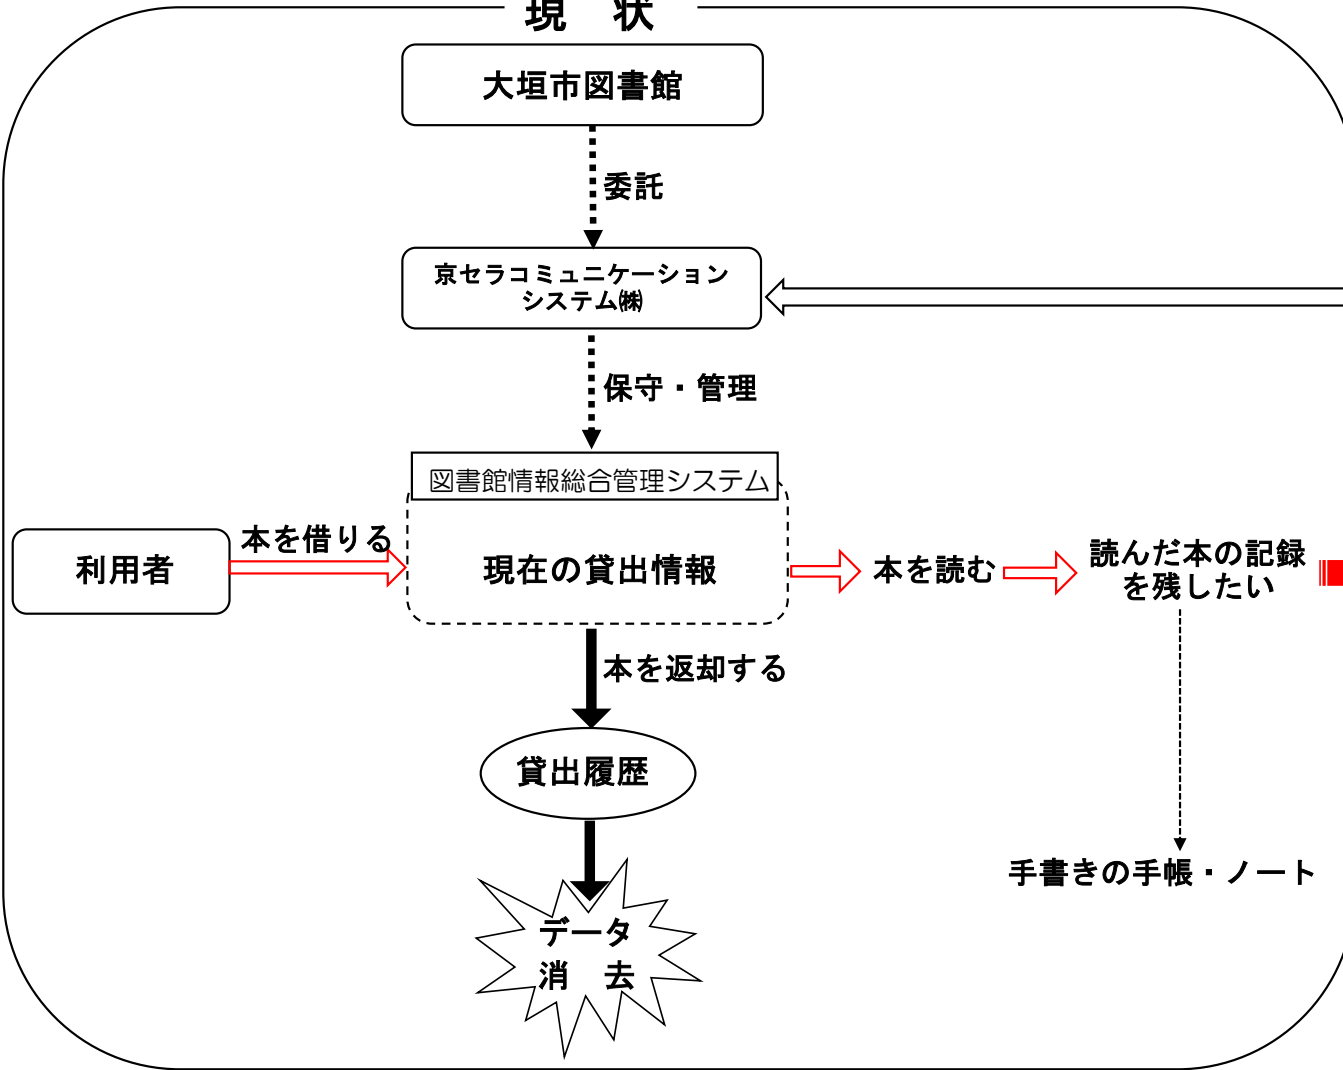 現　状
大垣市図書館
委託
京セラコミュニケーション
システム㈱
保守・管理
図書館情報総合管理システム
利用者
本を借りる
現在の貸出情報
本を読む
読んだ本の記録
を残したい
本を返却する
貸出履歴
手書きの手帳・ノート
データ
消　去